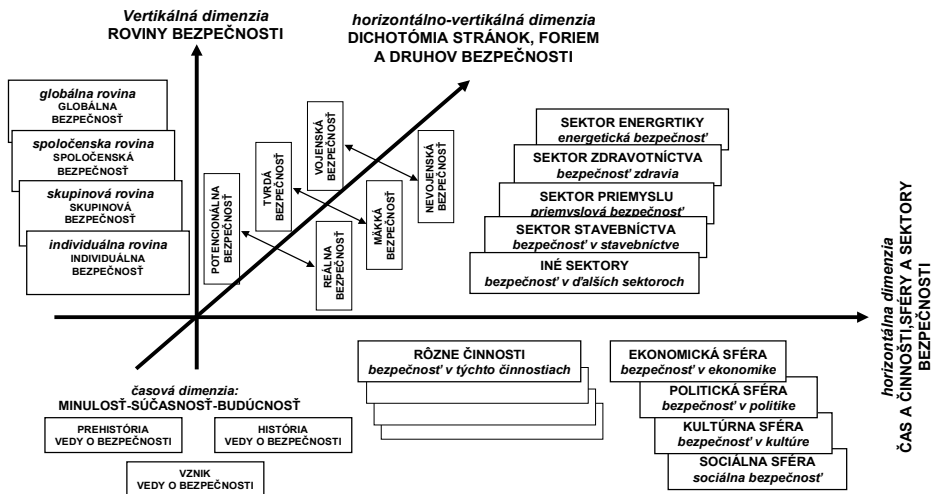 Vertikálna dimenzia
ROVINY BEZPEČNOSTI
horizontálno-vertikálna dimenzia
DICHOTÓMIA STRÁNOK, FORIEM
A DRUHOV BEZPEČNOSTI
globálna rovina
GLOBÁLNA
BEZPEČNOSŤ
spoločenska rovina
SPOLOČENSKÁ
BEZPEČNOSŤ
skupinová rovina
SKUPINOVÁ
BEZPEČNOSŤ
individuálna rovina
INDIVIDUÁLNA
BEZPEČNOSŤ
POTENCIONÁLNA
BEZPEČNOSŤ
TVRDÁ
BEZPEČNOSŤ
VOJENSKÁ
BEZPEČNOSŤ
REÁLNA
BEZPEČNOSŤ
MÄKKÁ
BEZPEČNOSŤ
NEVOJENSKÁ
BEZPEČNOSŤ
SEKTOR ENERGRTIKY
energetická bezpečnosť
SEKTOR ZDRAVOTNÍCTVA
bezpečnosť zdravia
SEKTOR PRIEMYSLU
priemyslová bezpečnosť
SEKTOR STAVEBNÍCTVA
bezpečnosť v stavebníctve
INÉ SEKTORY
bezpečnosť v ďalších sektoroch
horizontálna dimenzia
ČAS A ČINNOŠTI,SFÉRY A SEKTORY
BEZPEČNOSTI
časová dimenzia:
MINULOSŤ-SÚČASNOSŤ-BUDÚCNOSŤ
PREHISTÓRIA
VEDY O BEZPEČNOSTI
HISTÓRIA
VEDY O BEZPEČNOSTI
VZNIK
VEDY O BEZPEČNOSTI
RÔZNE ČINNOSTI
bezpečnosť v týchto činnostiach
EKONOMICKÁ SFÉRA
bezpečnosť v ekonomike
POLITICKÁ SFÉRA
bezpečnosť v politike
KULTÚRNA SFÉRA
bezpečnosť v kultúre
SOCIÁLNA SFÉRA
sociálna bezpečnosť